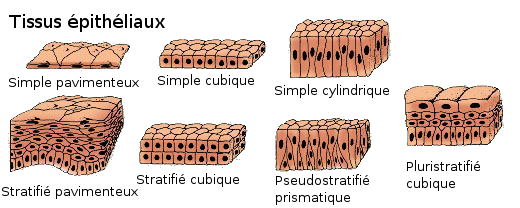 Tissus épithéliaux
Simple pavimenteux
Simple cubique
Simple cylindrique
Stratifié pavimenteux
Stratifié cubique
Pseudostratifié
prismatique
Pluristratifié
cubique